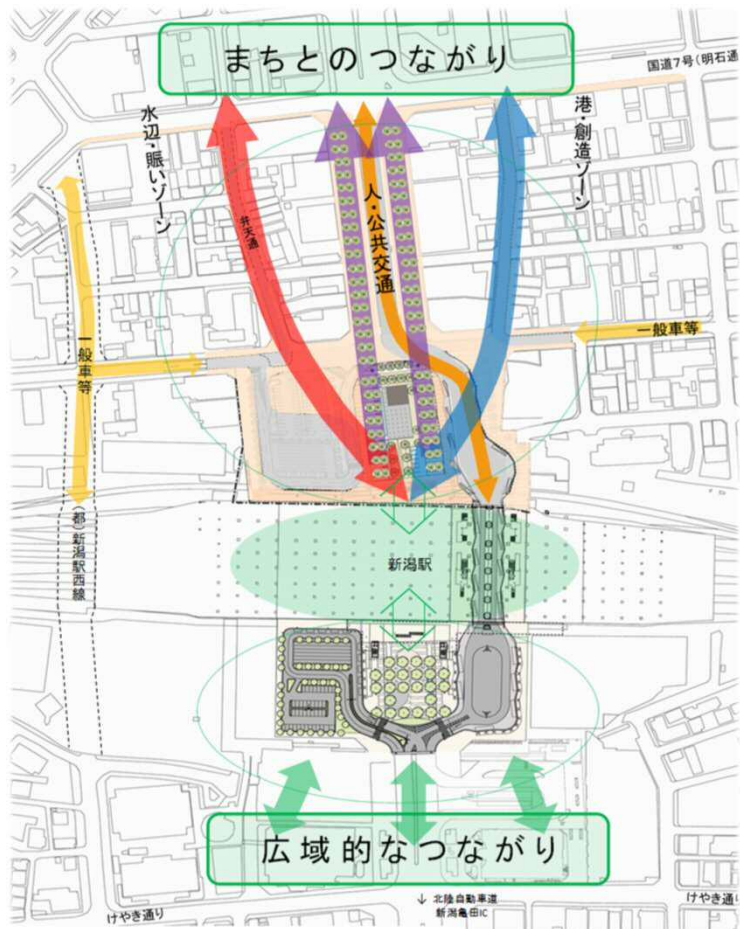 まちとのつながり
国道7号(明石通
水辺・賑いゾーン
港・創造ゾーン
弁天通
人・公共交通
一般車等
一般車等
(都)新潟駅西線
新潟駅
広域的なつながり
けやき通り
↓ 北陸自動車道
新潟亀田IC
けやき通り